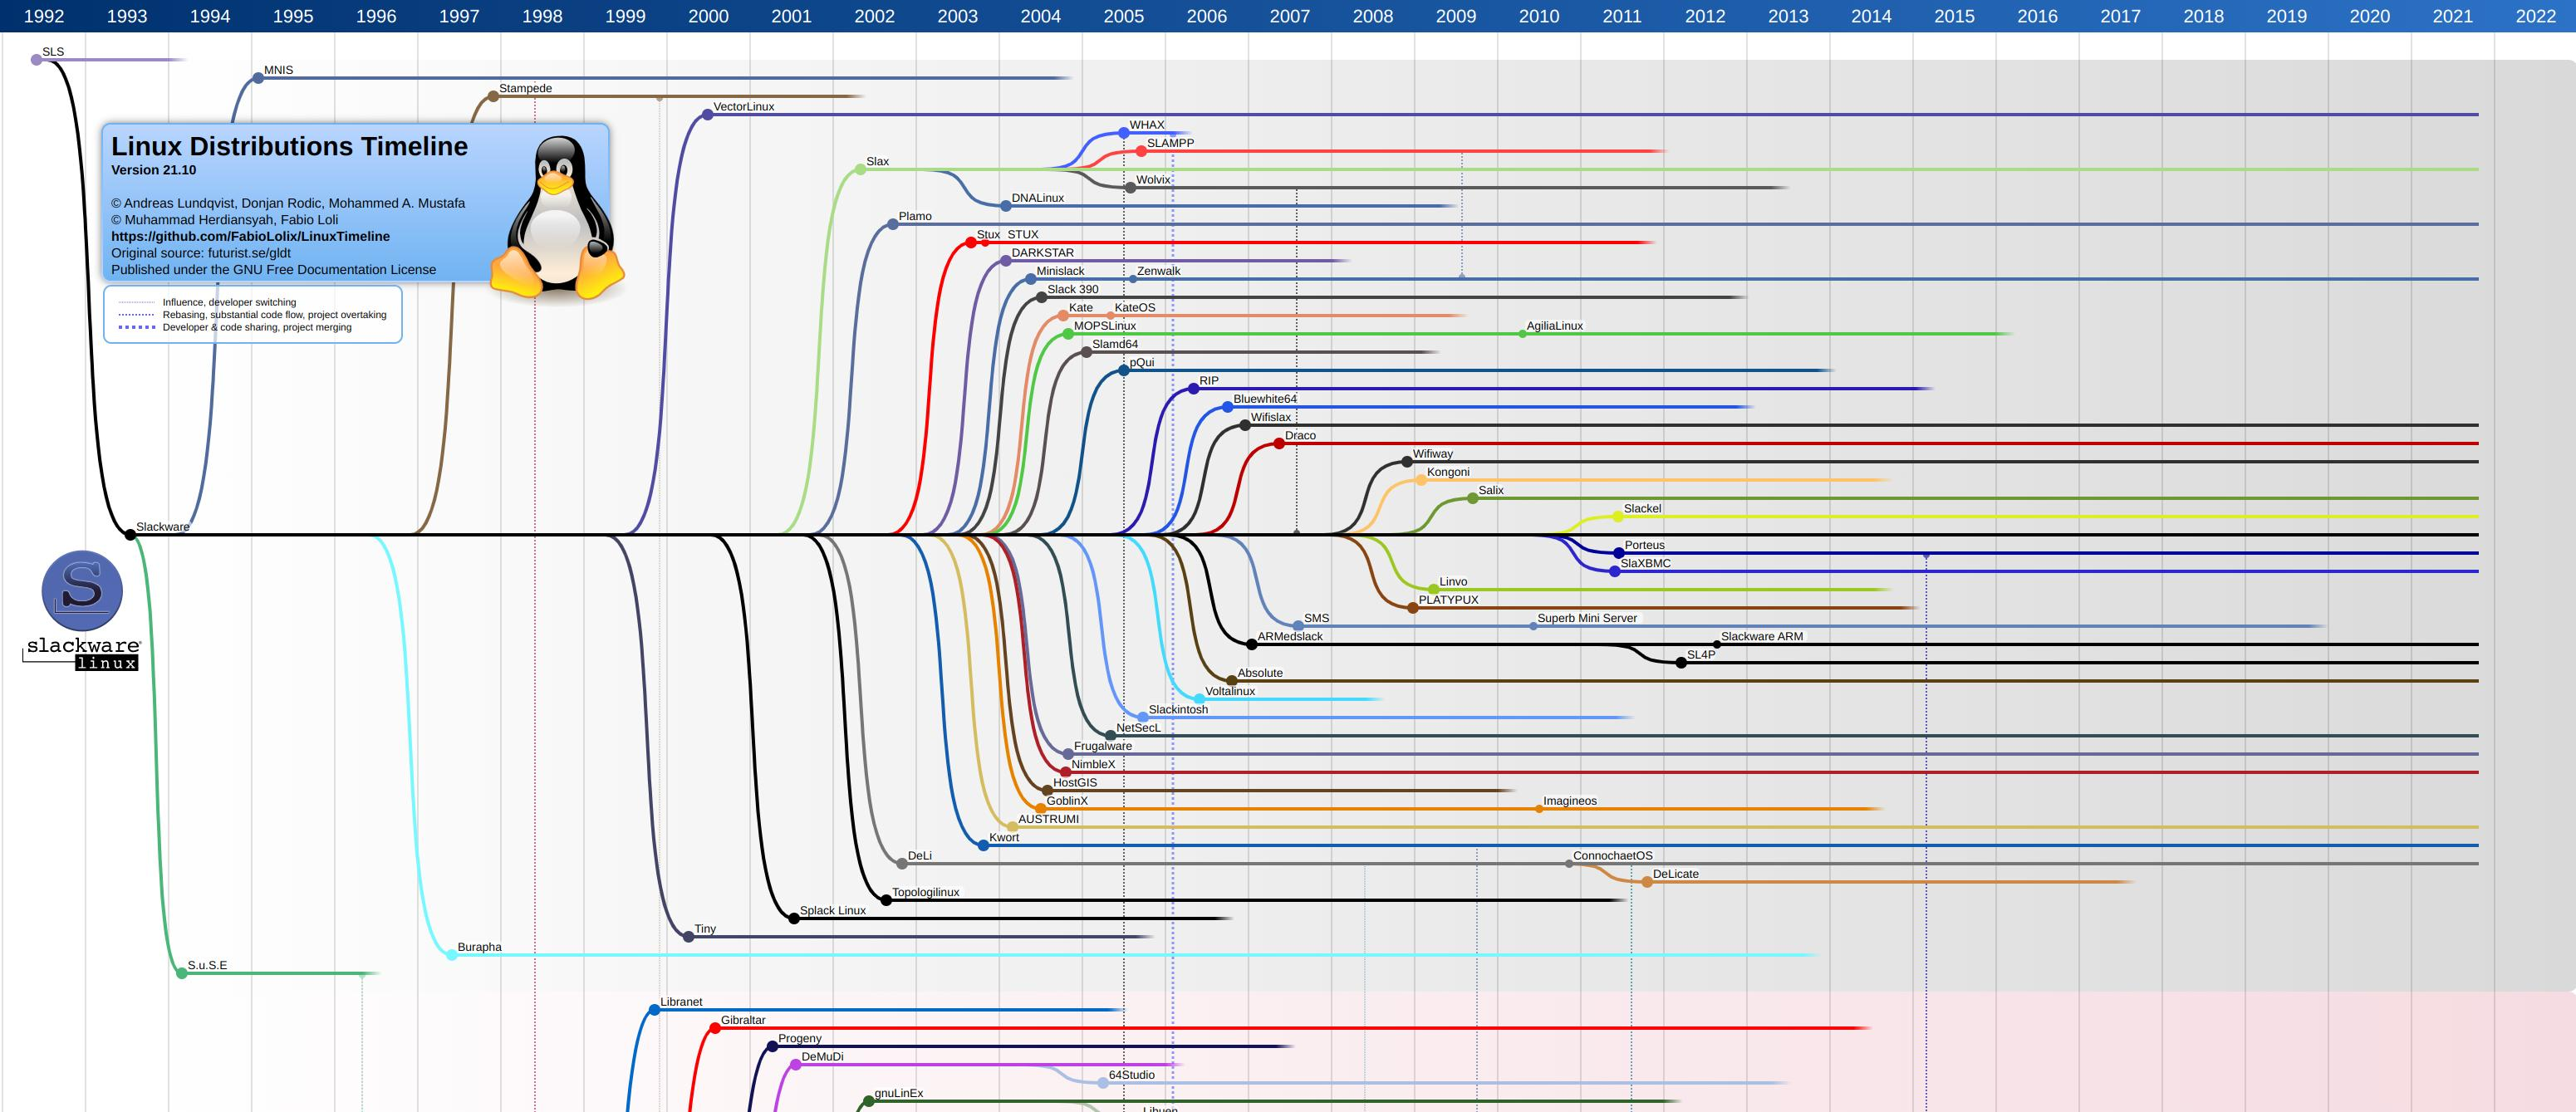 1992 1993 1994 1995 1996 1997 1998 1999 2000 2001 2002 2003 2004 2005 2006 2007 2008 2009 2010 2011 2012 2013 2014 2015 2016 2017 2018 2019 2020 2021 2022
SLS
MNIS
Stampede
VectorLinux
WHAX
Linux Distributions Timeline
SLAMPP
Slax
Version 21.10
Wolvix
DNALinux
© Andreas Lundqvist, Donjan Rodic, Mohammed A. Mustafa
Plamo
© Muhammad Herdiansyah, Fabio Loli
https://github.com/FabioLolix/LinuxTimeline
Stux STUX
Original source: futurist.se/gldt
DARKSTAR
Published under the GNU Free Documentation License
Minislack Zenwalk
Slack 390
Influence, developer switching
Kate KateOS
Rebasing, substantial code flow, project overtaking
MOPSLinux AgiliaLinux
Developer & code sharing, project merging
Slamd64
pQui
RIP
Bluewhite64
Wifislax
Draco
Wifiway
Kongoni
Salix
Slackel
Slackware
Porteus
SlaXBMC
Linvo
S
PLATYPUX
SMS Superb Mini Server
ARMedslack Slackware ARM
slackware
SL4P
linux
Absolute
Voltalinux
Slackintosh
NetSecL
Frugalware
NimbleX
HostGIS
GoblinX Imagineos
AUSTRUMI
Kwort
DeLi ConnochaetOS
DeLicate
Topologilinux
Splack Linux
Tiny
Burapha
S.u.S.E
Libranet
Gibraltar
Progeny
DeMuDi
64Studio
gnuLinEx